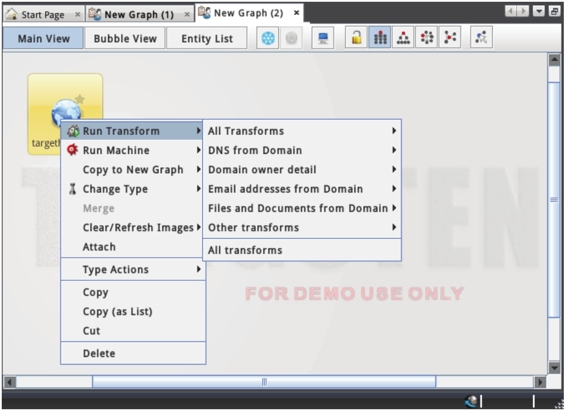 Start Page × New Graph (1) × New Graph (2) ×
Main View Bubble View Entity List
Run Transform
Run Machine
Copy to New Graph
Change Type
Merge
Clear/Refresh Images
Attach
Type Actions
Copy
Copy (as List)
Cut
Delete
All Transforms
DNS from Domain
Domain owner detail
Email addresses from Domain
Files and Documents from Domain
Other transforms
All transforms
FOR DEMO USE ONLY